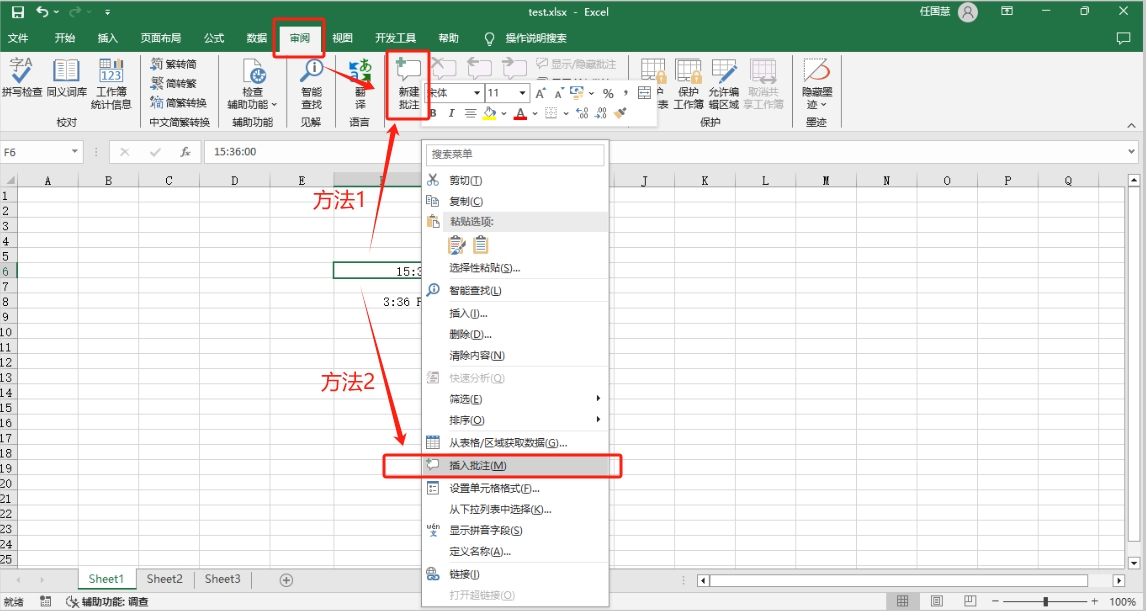 test.xlsx - Excel
任国慧
文件 开始 插入 页面布局 公式 数据 审阅 视图 开发工具 帮助 操作说明搜索
拼写检查 同义词库 工作簿统计信息
校对
繁转简
简转繁
简繁转换
中文简繁转换
检查辅助功能
辅助功能
智能查找
见解
翻译
语言
新建批注
显示/隐藏批注
保护工作簿
允许编辑区域
取消共享工作簿
保护
隐藏墨迹
墨迹
宋体 11 A A %
B I A
F6 15:36:00
A B C D E J K L M N O P Q
1
2
3
4
5
6
7
8
9
10
11
12
13
14
15
16
17
18
19
20
21
22
23
24
25
15:3
3:36
方法1
方法2
搜索菜单
剪切(T)
复制(C)
粘贴选项:
选择性粘贴(S)...
智能查找(L)
插入(I)...
删除(D)...
清除内容(N)
快速分析(Q)
筛选(E)
排序(O)
从表格/区域获取数据(G)...
插入批注(M)
设置单元格格式(F)...
从下拉列表中选择(K)...
wén 文
显示拼音字段(S)
定义名称(A)...
链接(I)
打开超链接(O)
Sheet1 Sheet2 Sheet3
就绪 辅助功能: 调查 100%